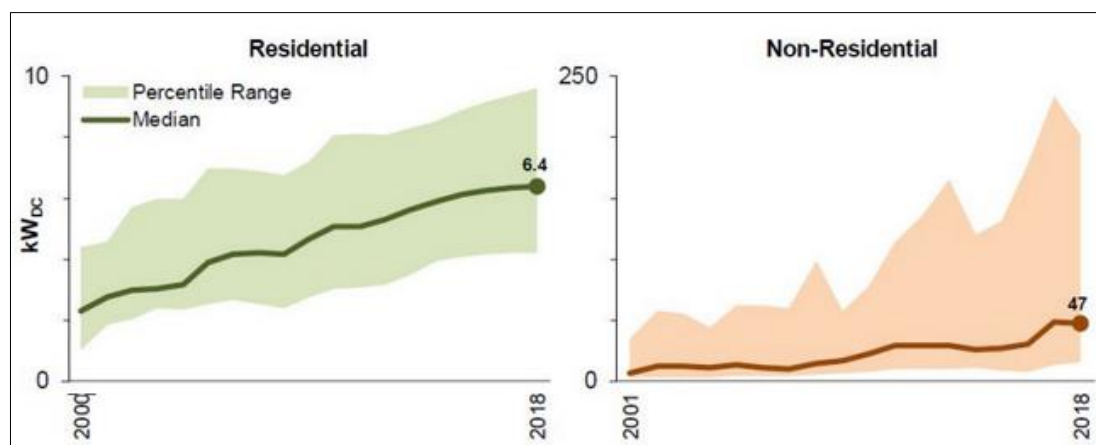 Residential
10
Percentile Range
Median
6.4
kWDC
0
2000
2018
Non-Residential
250
47
0
2001
2018